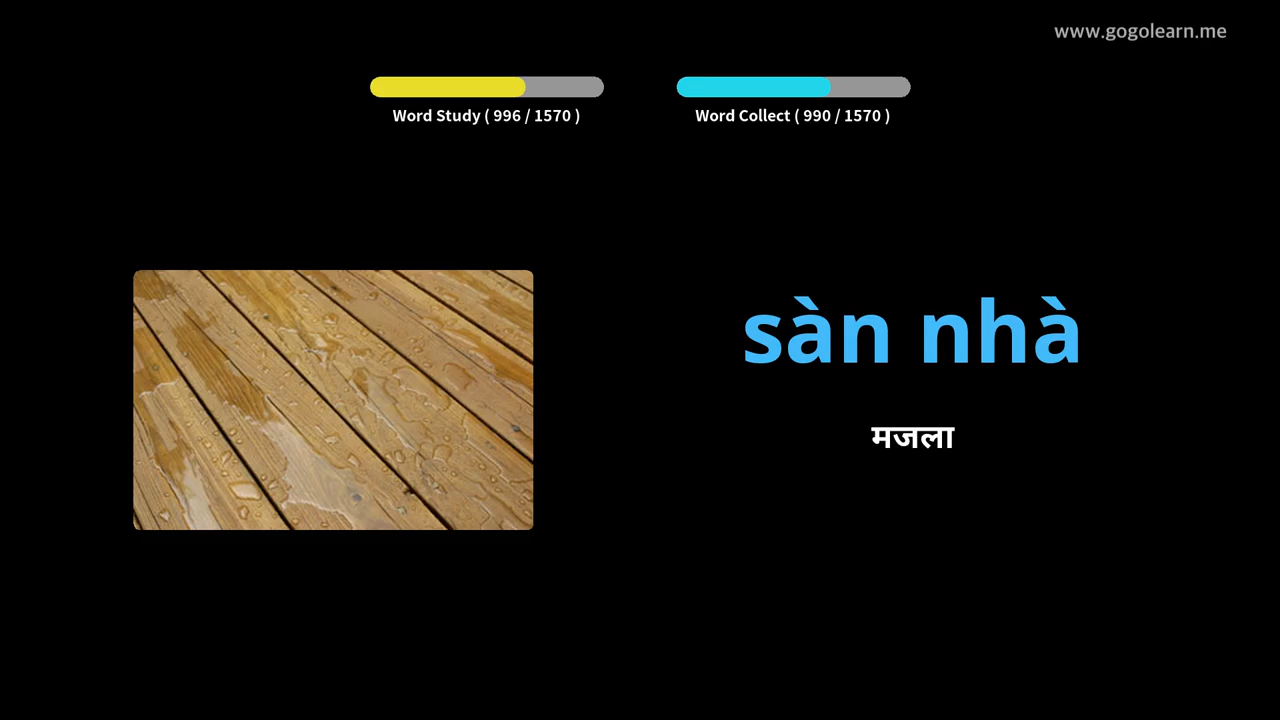 www.gogolearn.me
Word Study ( 996 / 1570 )
Word Collect ( 990 / 1570 )
sàn nhà
मजला